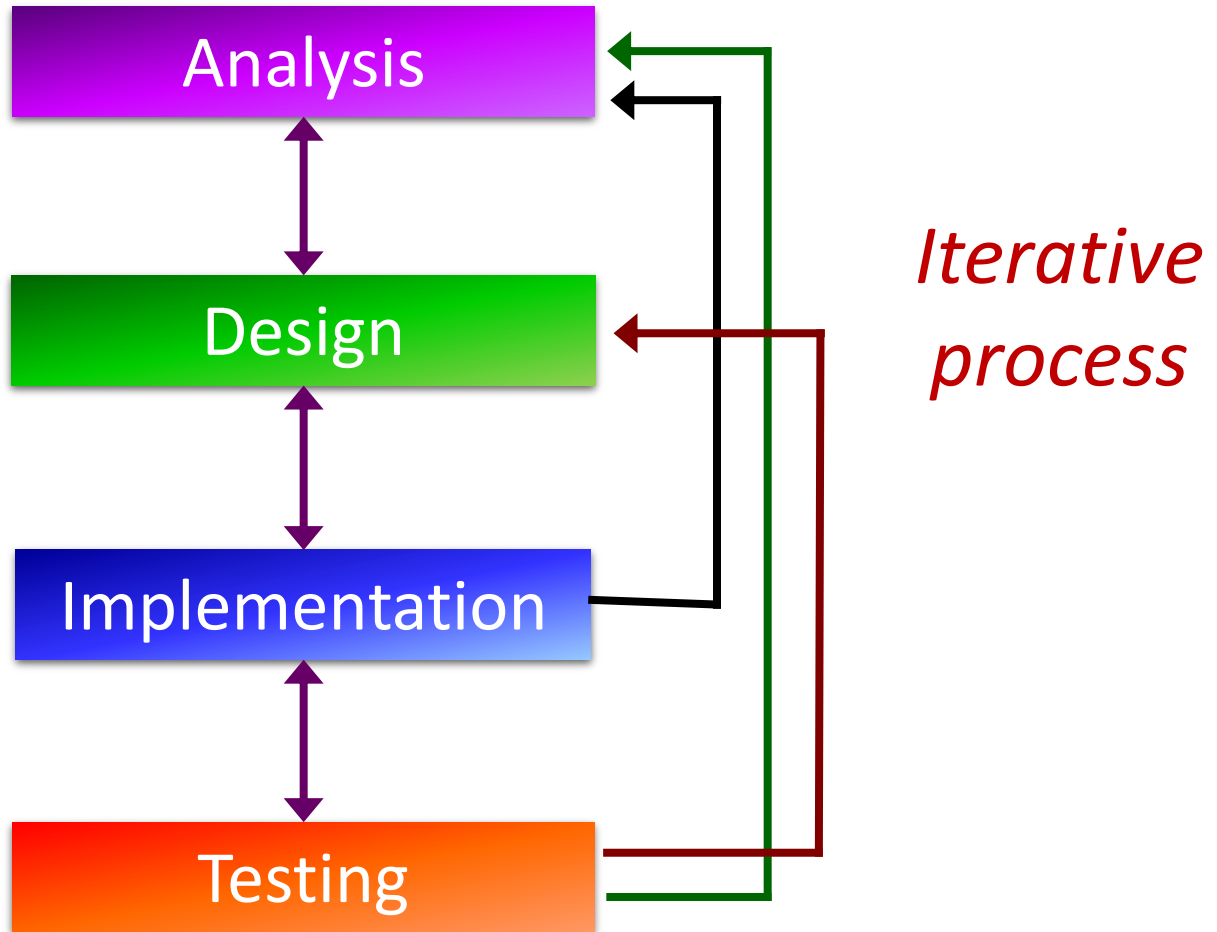 Analysis
Design
Implementation
Testing
Iterative
process